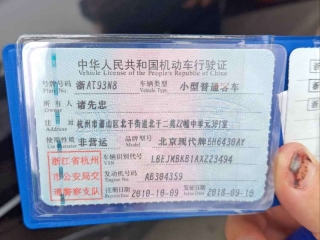 中华人民共和国机动车行驶证
Vehicle License of the People's Republic of China
号牌号码 浙AT93N8 车辆类型 小型普通客车
Plate No. Vehicle Type
所有人 诸先忠
Owner
住址 杭州市萧山区北干街道北干二苑22幢中单元301室
Address
使用性质 非营运 品牌型号 北京现代牌BH6430AY
Use Character Model
浙江省杭州 车辆识别代号 LBEJMBKB1AXZ23494
VIN
市公安局交 发动机号码 AB304359
Engine No.
通警察支队 注册日期 2010-10-09 发证日期 2018-09-10
Register Date Issue Date